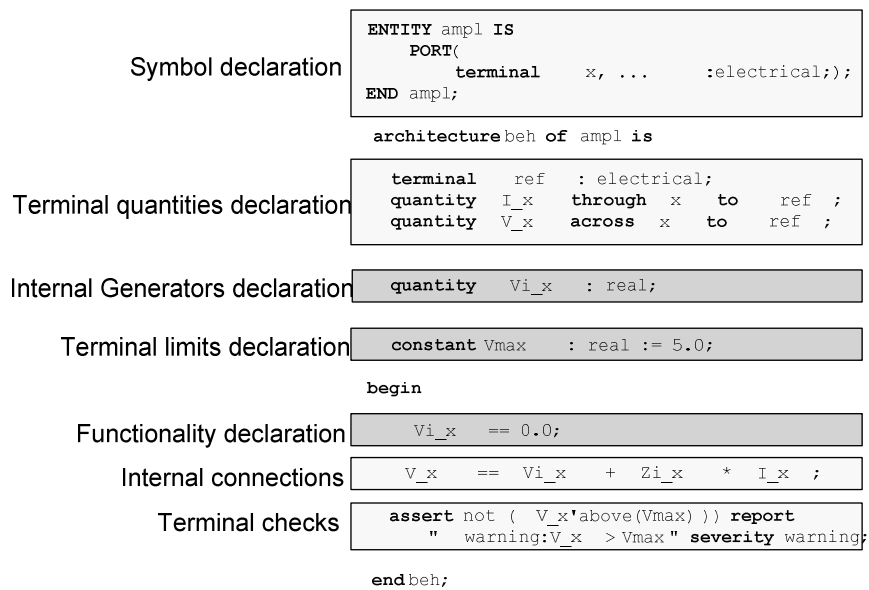 ENTITY ampl IS
PORT(
Symbol declaration
terminal x, ... :electrical;);
END ampl;
architecture beh of ampl is
terminal ref : electrical;
Terminal quantities declaration
quantity I_x through x to ref ;
quantity V_x across x to ref ;
Internal Generators declaration
quantity Vi_x : real;
Terminal limits declaration
constant Vmax : real := 5.0;
begin
Functionality declaration
Vi_x == 0.0;
Internal connections
V_x == Vi_x + Zi_x * I_x ;
Terminal checks
assert not ( V_x'above(Vmax) )) report
" warning:V_x > Vmax" severity warning;
end beh;